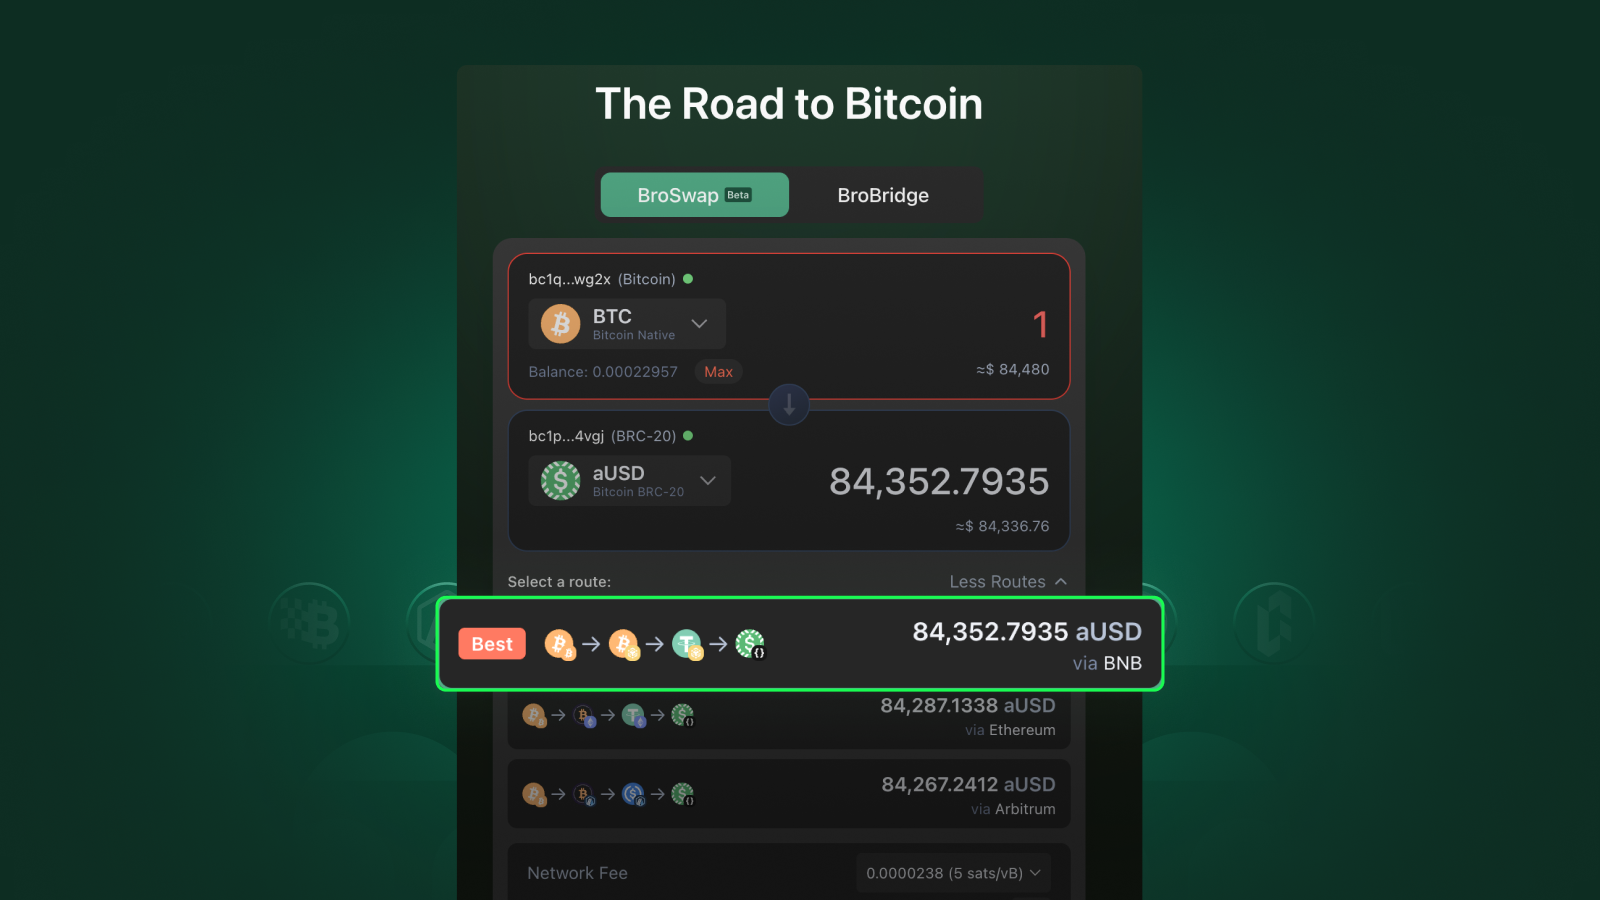 The Road to Bitcoin
BroSwap Beta
BroBridge
bc1q...wg2x (Bitcoin)
BTC
Bitcoin Native
1
Balance: 0.00022957 Max
≈$ 84,480
bc1p...4vgj (BRC-20)
aUSD
Bitcoin BRC-20
84,352.7935
≈$ 84,336.76
Select a route:
Less Routes
Best
84,352.7935 aUSD
via BNB
84,287.1338 aUSD
via Ethereum
84,267.2412 aUSD
via Arbitrum
Network Fee
0.0000238 (5 sats/vB)